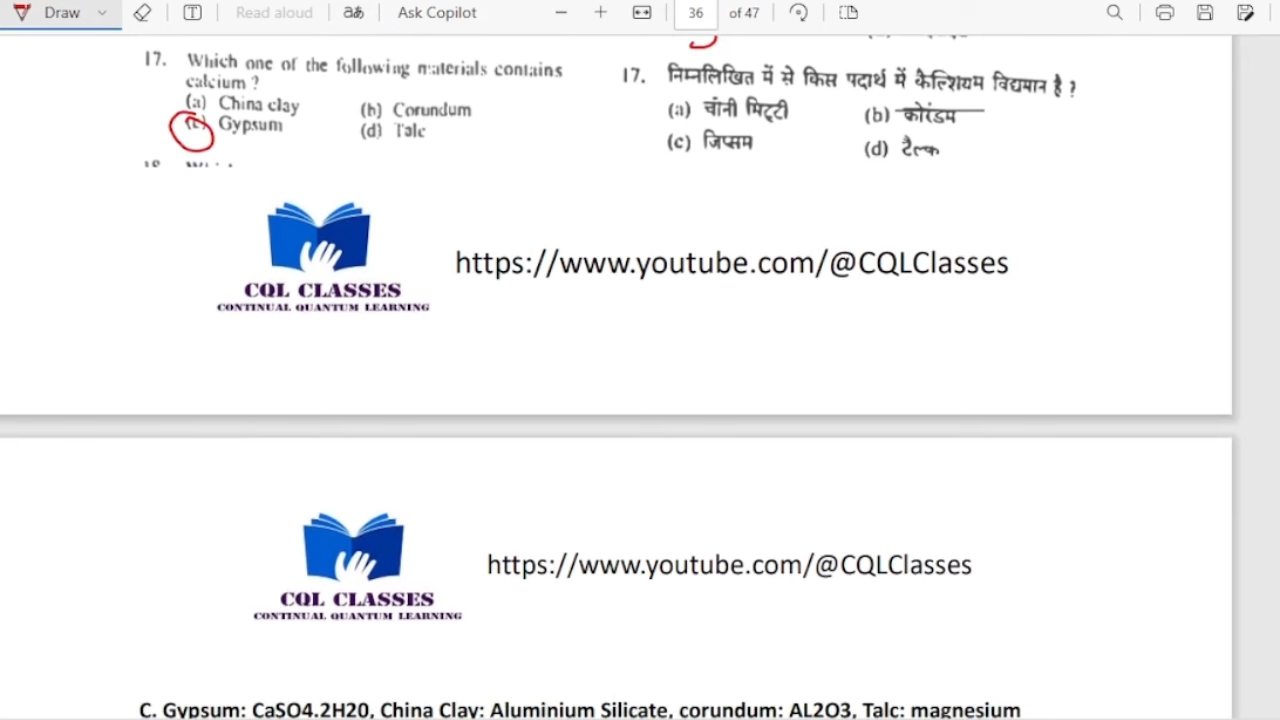 Draw
Read aloud
aあ
Ask Copilot
36
of 47
17. Which one of the following materials contains
calcium ?
(a) China clay (b) Corundum
(c) Gypsum (d) Talc
17. निम्नलिखित में से किस पदार्थ में कैल्शियम विद्यमान है ?
(a) चीनी मिट्टी (b) कोरंडम
(c) जिप्सम (d) टैल्क
CQL CLASSES
CONTINUAL QUANTUM LEARNING
https://www.youtube.com/@CQLClasses
CQL CLASSES
CONTINUAL QUANTUM LEARNING
https://www.youtube.com/@CQLClasses
C. Gypsum: CaSO4.2H20, China Clay: Aluminium Silicate, corundum: AL2O3, Talc: magnesium